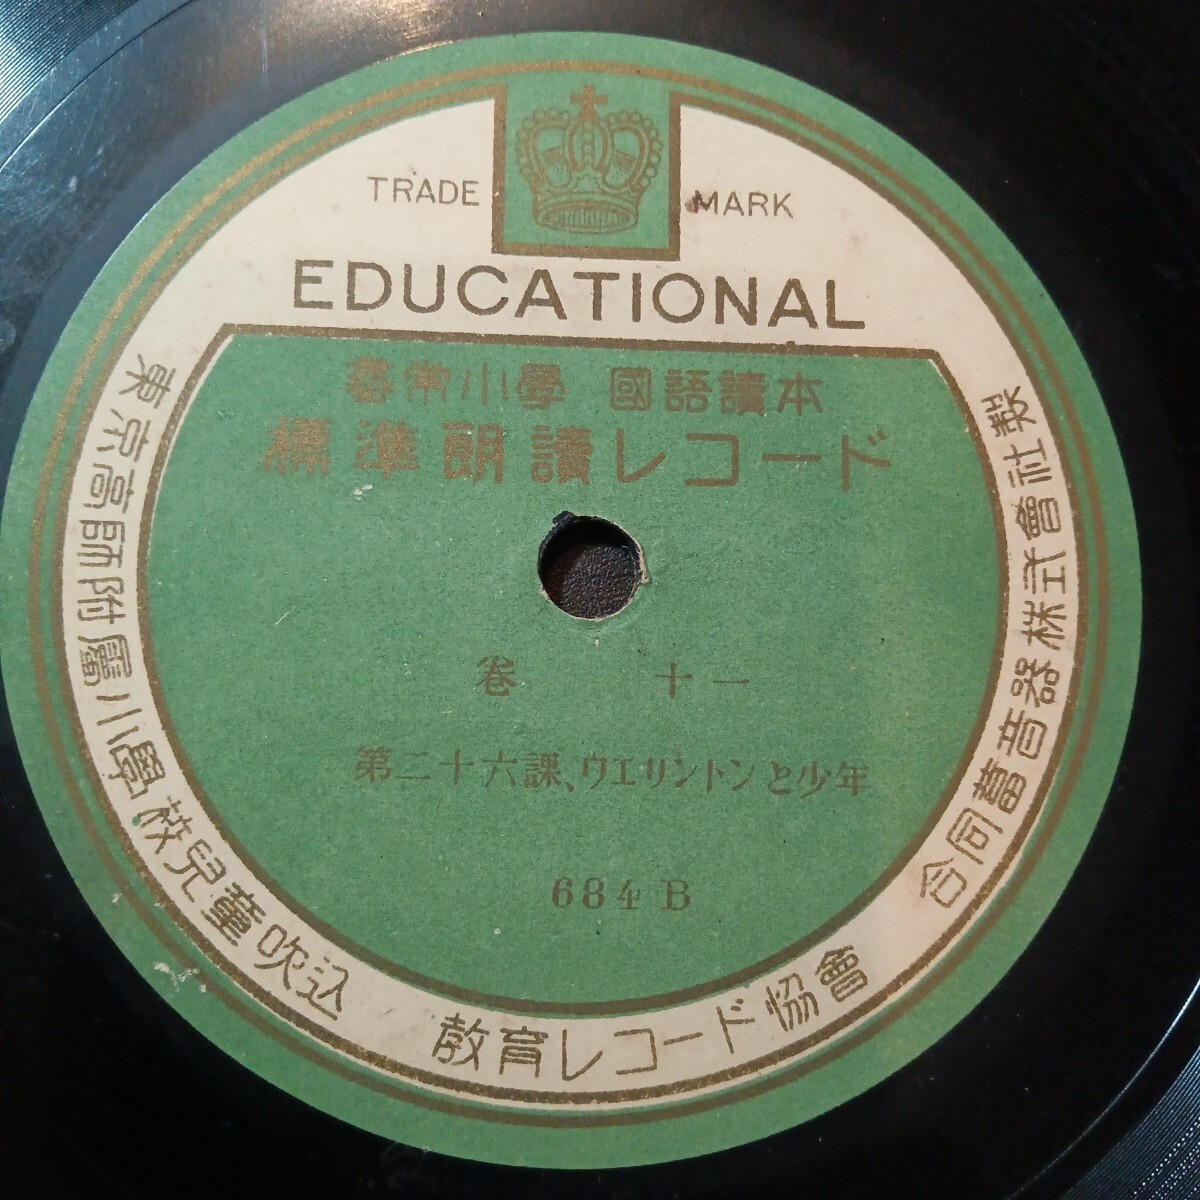 TRADE MARK
EDUCATIONAL
尋常小學 國語讀本
標準朗讀レコード
卷 十一
第二十六課、ウエリントンと少年
684 B
東京高師附屬小學校兒童吹込
教育レコード協會
合同蓄音器株式會社製